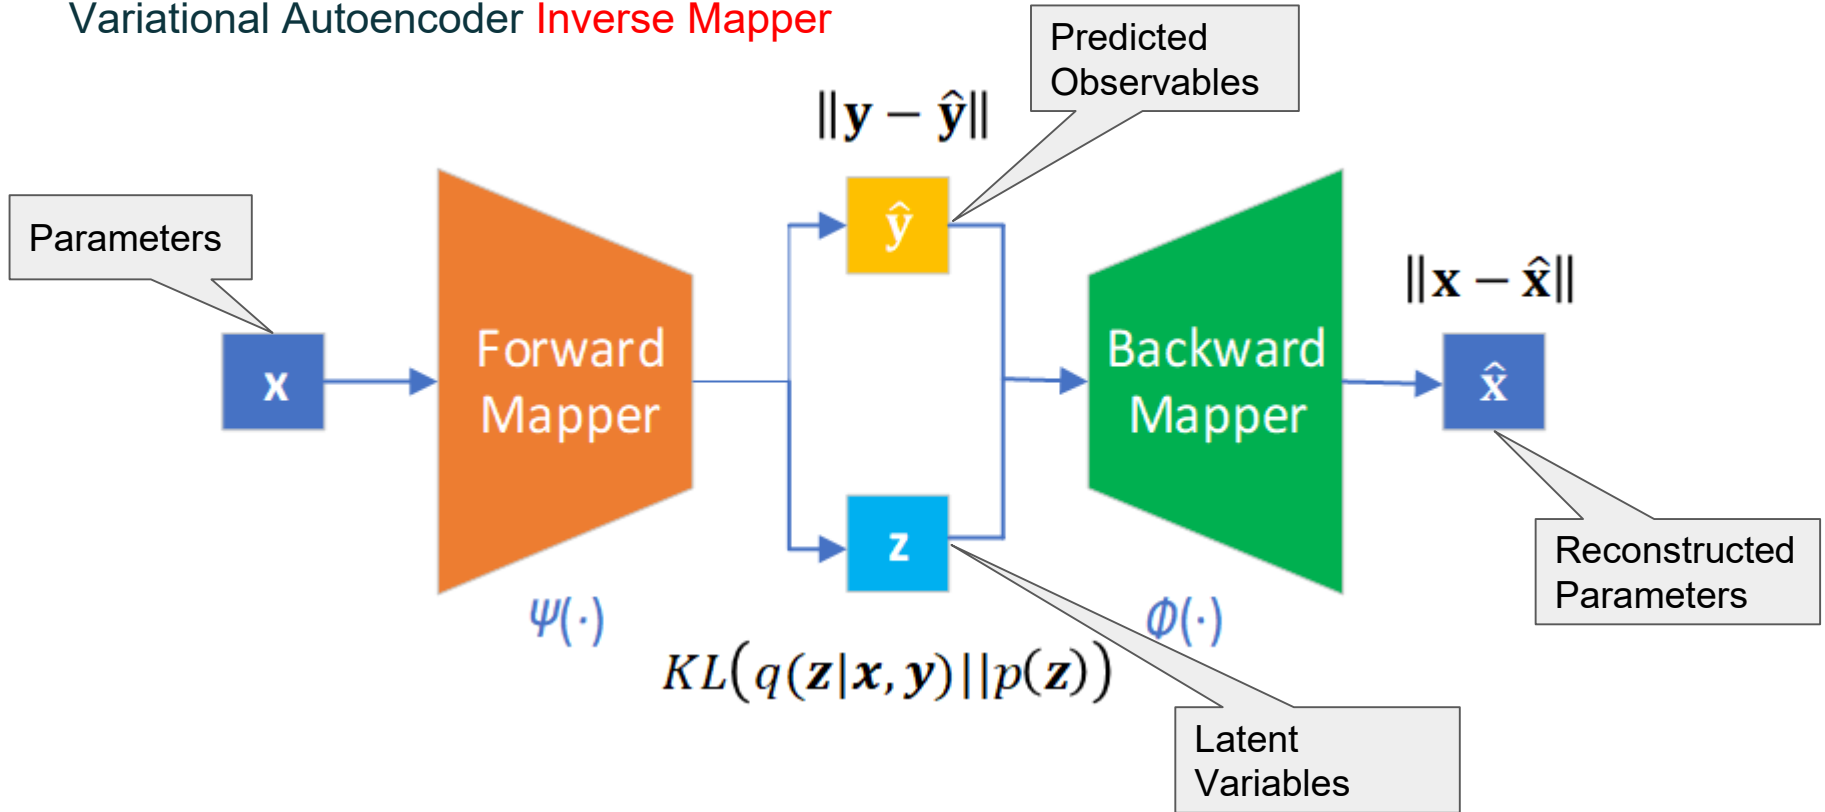 Variational Autoencoder Inverse Mapper
Predicted
Observables
‖y − ŷ‖
Parameters
ŷ
x
Forward
Mapper
Backward
Mapper
‖x − x̂‖
x̂
z
Ψ(·)
Φ(·)
KL(q(z|x, y)||p(z))
Reconstructed
Parameters
Latent
Variables